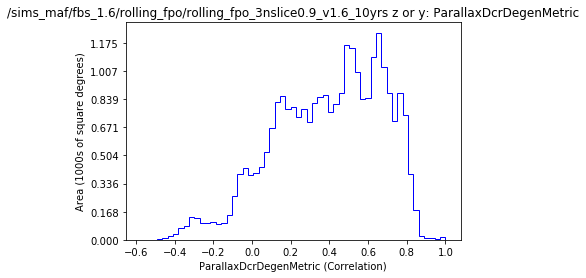 /sims_maf/fbs_1.6/rolling_fpo/rolling_fpo_3nslice0.9_v1.6_10yrs z or y: ParallaxDcrDegenMetric
1.175
1.007
0.839
0.671
0.504
0.336
0.168
0.000
Area (1000s of square degrees)
−0.6 −0.4 −0.2 0.0 0.2 0.4 0.6 0.8 1.0
ParallaxDcrDegenMetric (Correlation)